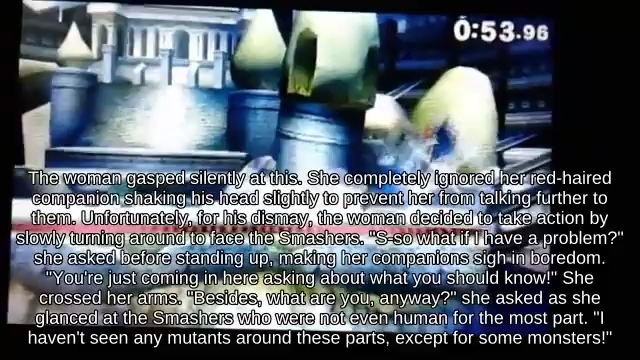 0:53.96
The woman gasped silently at this. She completely ignored her red-haired
companion shaking his head slightly to prevent her from talking further to
them. Unfortunately, for his dismay, the woman decided to take action by
slowly turning around to face the Smashers. "S-so what if I have a problem?"
she asked before standing up, making her companions sigh in boredom.
"You're just coming in here asking about what you should know!" She
crossed her arms. "Besides, what are you, anyway?" she asked as she
glanced at the Smashers who were not even human for the most part. "I
haven't seen any mutants around these parts, except for some monsters!"